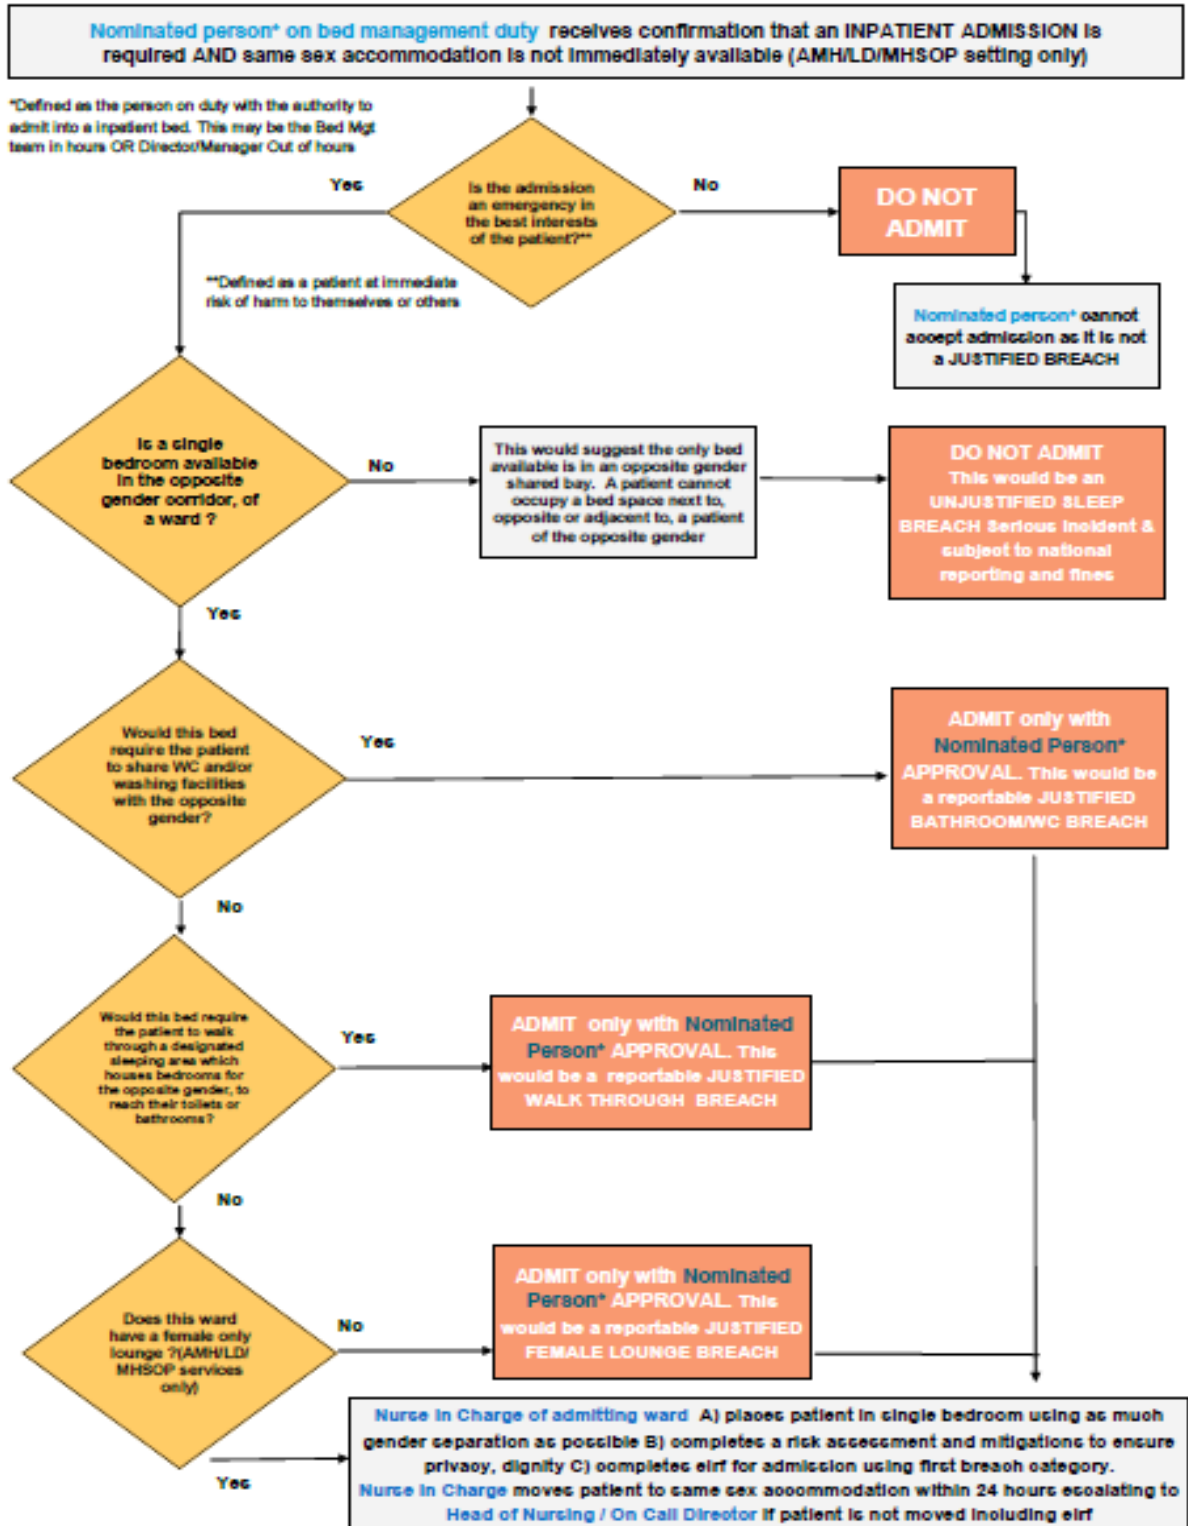 Nominated person* on bed management duty receives confirmation that an INPATIENT ADMISSION is
required AND same sex accommodation is not immediately available (AMH/LD/MHSOP setting only)
*Defined as the person on duty with the authority to
admit into a inpatient bed. This may be the Bed Mgt
team in hours OR Director/Manager Out of hours
Yes
Is the admission
an emergency in
the best interests
of the patient?**
No
DO NOT
ADMIT
**Defined as a patient at immediate
risk of harm to themselves or others
Nominated person* cannot
accept admission as it is not
a JUSTIFIED BREACH
Is a single
bedroom available
in the opposite
gender corridor, of
a ward ?
No
This would suggest the only bed
available is in an opposite gender
shared bay. A patient cannot
occupy a bed space next to,
opposite or adjacent to, a patient
of the opposite gender
DO NOT ADMIT
This would be an
UNJUSTIFIED SLEEP
BREACH Serious incident &
subject to national
reporting and fines
Yes
Would this bed
require the patient
to share WC and/or
washing facilities
with the opposite
gender?
Yes
ADMIT only with
Nominated Person*
APPROVAL. This would be
a reportable JUSTIFIED
BATHROOM/WC BREACH
No
Would this bed require
the patient to walk
through a designated
sleeping area which
houses bedrooms for
the opposite gender, to
reach their toilets or
bathrooms?
Yes
ADMIT only with Nominated
Person* APPROVAL. This
would be a reportable JUSTIFIED
WALK THROUGH BREACH
No
Does this ward
have a female only
lounge ?(AMH/LD/
MHSOP services
only)
No
ADMIT only with Nominated
Person* APPROVAL. This
would be a reportable JUSTIFIED
FEMALE LOUNGE BREACH
Yes
Nurse in Charge of admitting ward A) places patient in single bedroom using as much
gender separation as possible B) completes a risk assessment and mitigations to ensure
privacy, dignity C) completes eirf for admission using first breach category.
Nurse in Charge moves patient to same sex accommodation within 24 hours escalating to
Head of Nursing / On Call Director if patient is not moved including eirf